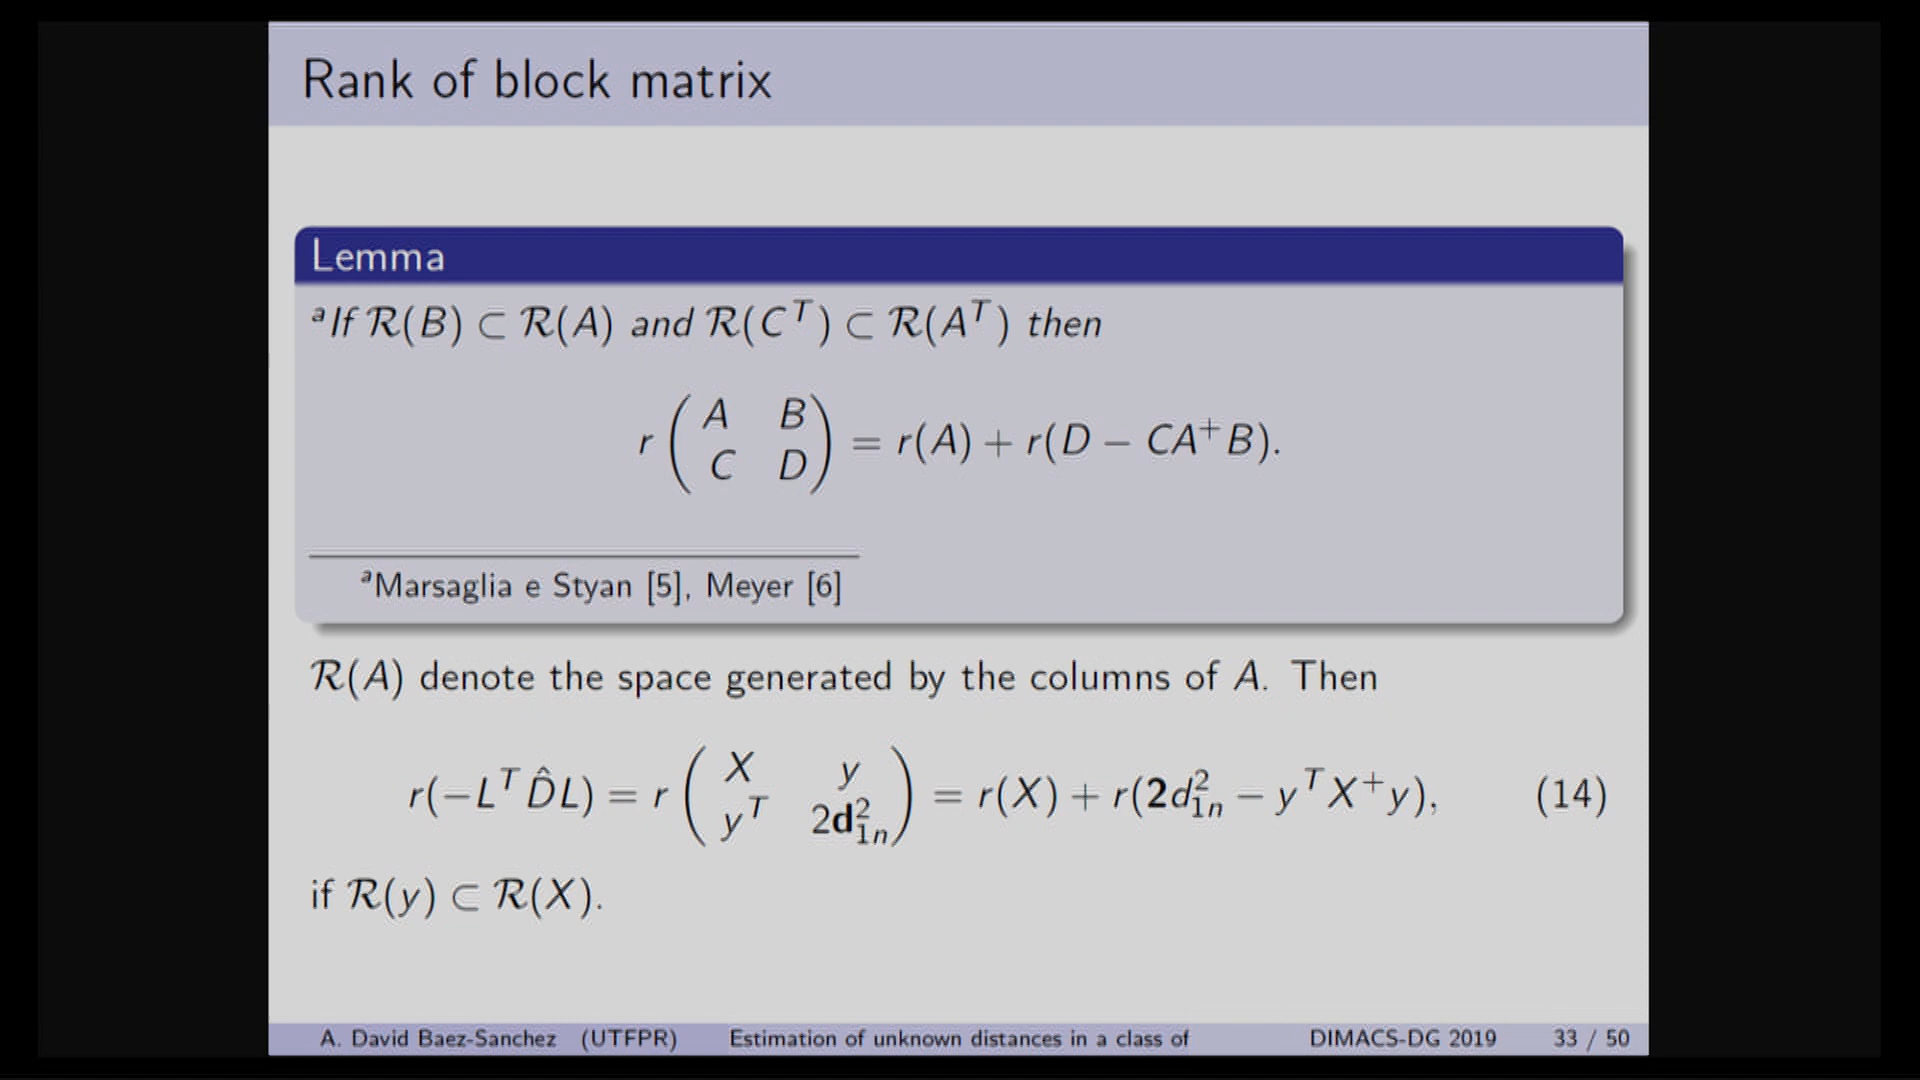 Rank of block matrix
Lemma
ᵃIf ℛ(B) ⊂ ℛ(A) and ℛ(Cᵀ) ⊂ ℛ(Aᵀ) then
r ( A B ; C D ) = r(A) + r(D − CA⁺B).
ᵃMarsaglia e Styan [5], Meyer [6]
ℛ(A) denote the space generated by the columns of A. Then
r(−LᵀD̂L) = r ( X y ; yᵀ 2d²₁ₙ ) = r(X) + r(2d²₁ₙ − yᵀX⁺y), (14)
if ℛ(y) ⊂ ℛ(X).
A. David Baez-Sanchez (UTFPR) Estimation of unknown distances in a class of DIMACS-DG 2019 33 / 50